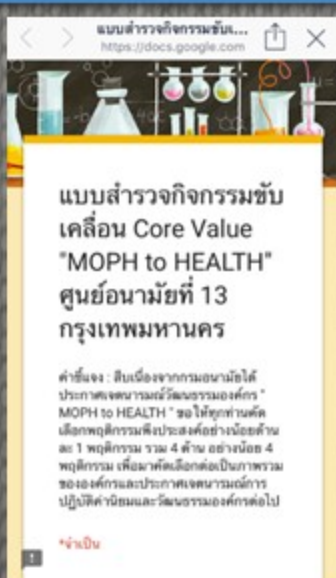 แบบสำรวจกิจกรรมขับเ...
https://docs.google.com
แบบสำรวจกิจกรรมขับ
เคลื่อน Core Value
"MOPH to HEALTH"
ศูนย์อนามัยที่ 13
กรุงเทพมหานคร
คำชี้แจง : สืบเนื่องจากกรมอนามัยได้
ประกาศเจตนารมณ์วัฒนธรรมองค์กร "
MOPH to HEALTH " ขอให้ทุกท่านคัด
เลือกพฤติกรรมพึงประสงค์อย่างน้อยด้าน
ละ 1 พฤติกรรม รวม 4 ด้าน อย่างน้อย 4
พฤติกรรม เพื่อมาคัดเลือกต่อเป็นภาพรวม
ขององค์กรและประกาศเจตนารมณ์การ
ปฏิบัติค่านิยมและวัฒนธรรมองค์กรต่อไป
*จำเป็น